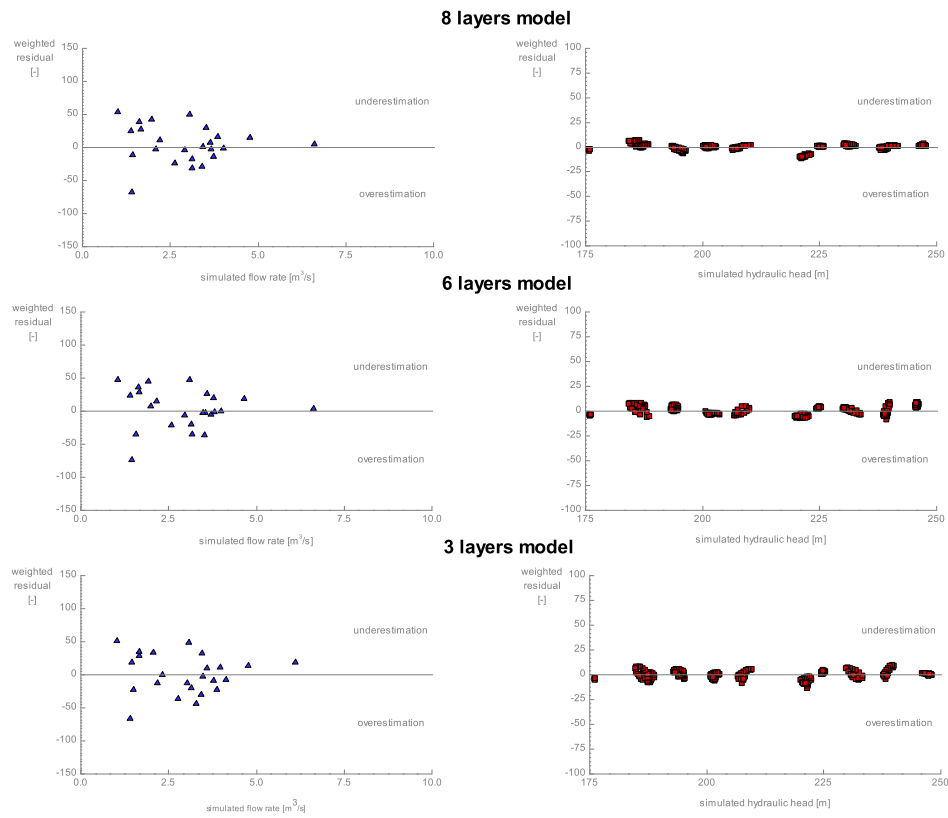 8 layers model
weighted
residual
[-]
150
100
50
0
-50
-100
-150
underestimation
overestimation
0.0 2.5 5.0 7.5 10.0
simulated flow rate [m³/s]
weighted
residual
[-]
100
75
50
25
0
-25
-50
-75
-100
underestimation
overestimation
175 200 225 250
simulated hydraulic head [m]
6 layers model
weighted
residual
[-]
150
100
50
0
-50
-100
-150
underestimation
overestimation
0.0 2.5 5.0 7.5 10.0
simulated flow rate [m³/s]
weighted
residual
[-]
100
75
50
25
0
-25
-50
-75
-100
underestimation
overestimation
175 200 225 250
simulated hydraulic head [m]
3 layers model
weighted
residual
[-]
150
100
50
0
-50
-100
-150
underestimation
overestimation
0.0 2.5 5.0 7.5 10.0
simulated flow rate [m³/s]
weighted
residual
[-]
100
75
50
25
0
-25
-50
-75
-100
underestimation
overestimation
175 200 225 250
simulated hydraulic head [m]